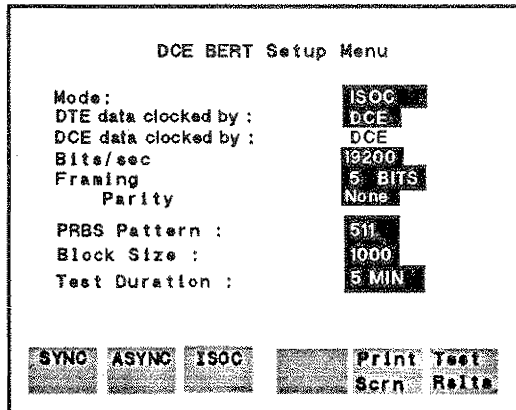 DCE BERT Setup Menu
Mode: ISOC
DTE data clocked by : DCE
DCE data clocked by : DCE
Bits/sec 19200
Framing 5 BITS
Parity None
PRBS Pattern : 511
Block Size : 1000
Test Duration : 5 MIN
SYNC ASYNC ISOC Print Test
Scrn Rslts